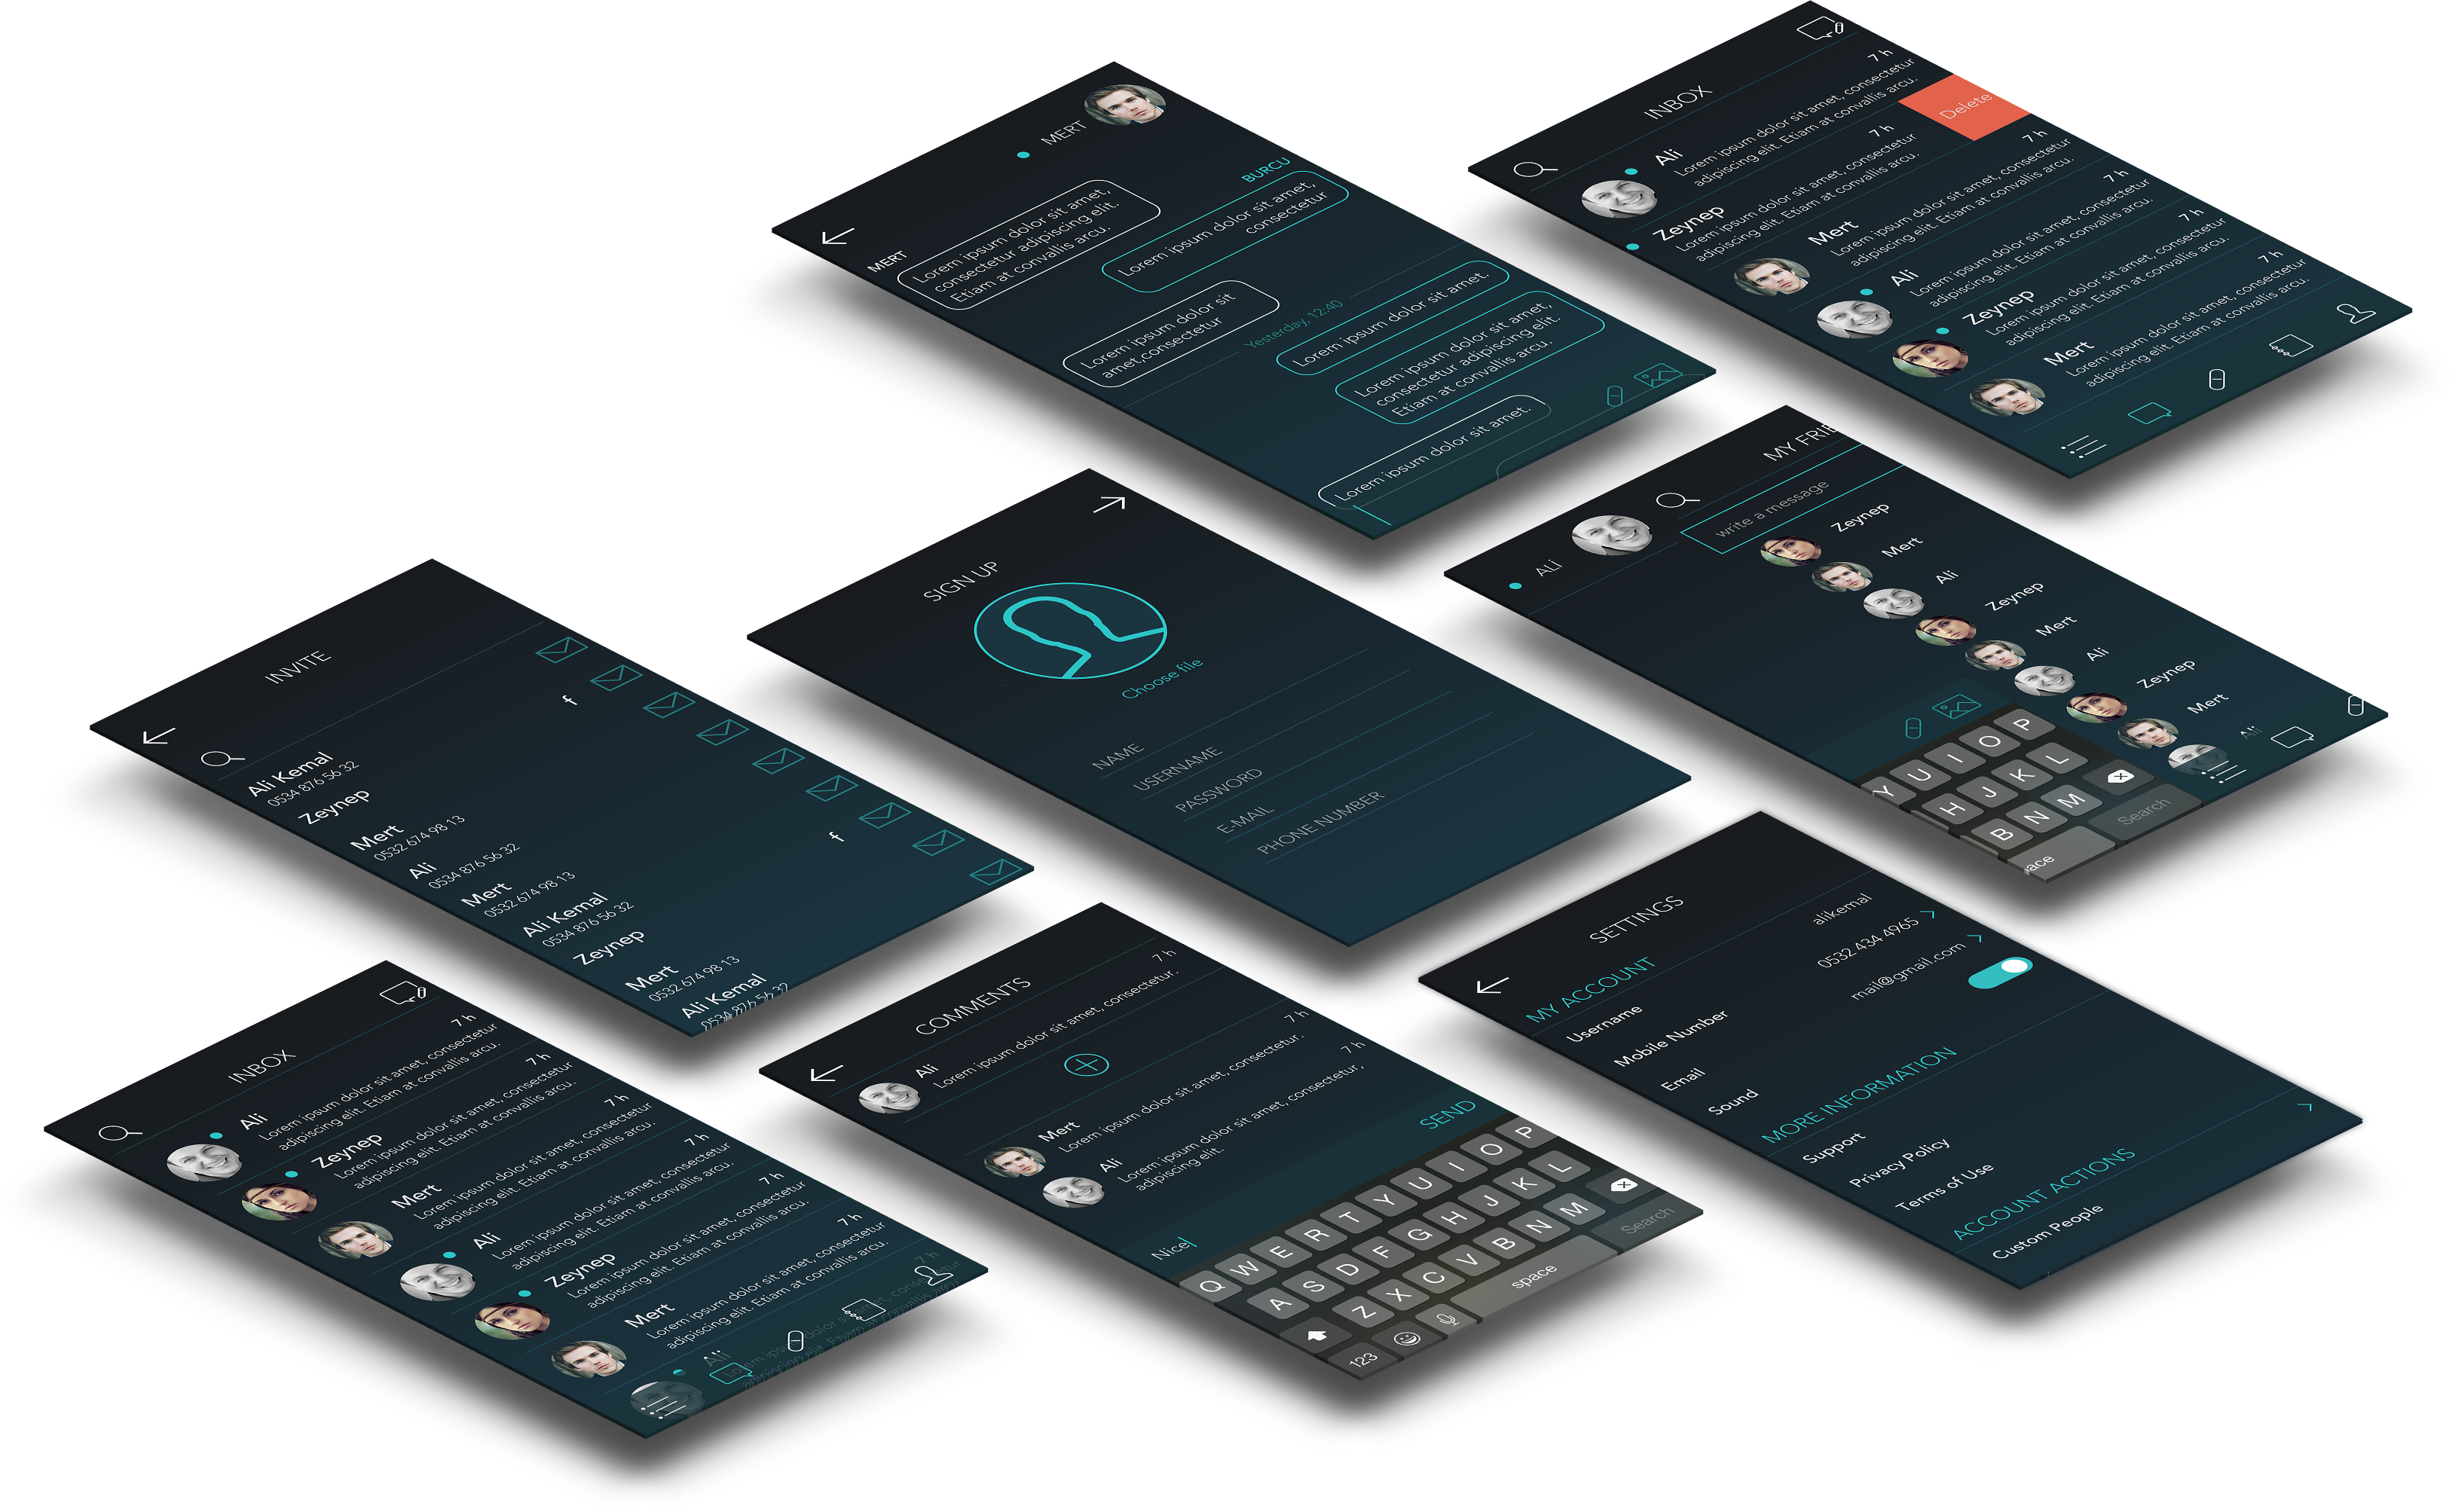 MERT
MERT
Lorem ipsum dolor sit amet,
consectetur adipiscing elit.
Etiam at convallis arcu.
BURCU
Lorem ipsum dolor sit amet,
consectetur
Lorem ipsum dolor sit
amet,consectetur
Yesterday, 12:40
Lorem ipsum dolor sit amet.
Lorem ipsum dolor sit amet,
consectetur adipiscing elit.
Etiam at convallis arcu.
Lorem ipsum dolor sit amet.
INBOX
Ali
7 h
Lorem ipsum dolor sit amet, consectetur
adipiscing elit. Etiam at convallis arcu.
Delete
Zeynep
7 h
Lorem ipsum dolor sit amet, consectetur
adipiscing elit. Etiam at convallis arcu.
Mert
7 h
Lorem ipsum dolor sit amet, consectetur
adipiscing elit. Etiam at convallis arcu.
Ali
7 h
Lorem ipsum dolor sit amet, consectetur
adipiscing elit. Etiam at convallis arcu.
Zeynep
7 h
Lorem ipsum dolor sit amet, consectetur
adipiscing elit. Etiam at convallis arcu.
Mert
7 h
Lorem ipsum dolor sit amet, consectetur
adipiscing elit. Etiam at convallis arcu.
INVITE
Ali Kemal
0534 876 56 32
Zeynep
f
Mert
0532 674 98 13
Ali
0534 876 56 32
Mert
0532 674 98 13
Ali Kemal
0534 876 56 32
Zeynep
f
Mert
0532 674 98 13
Ali Kemal
0534 876 56 32
SIGN UP
Choose file
NAME
USERNAME
PASSWORD
E-MAIL
PHONE NUMBER
ALi
MY FRIE
write a message
Zeynep
Mert
Ali
Zeynep
Mert
Ali
Zeynep
Mert
Ali
Y U I O P
H J K L
B N M
ace
Search
INBOX
Ali
7 h
Lorem ipsum dolor sit amet, consectetur
adipiscing elit. Etiam at convallis arcu.
Zeynep
7 h
Lorem ipsum dolor sit amet, consectetur
adipiscing elit. Etiam at convallis arcu.
Mert
7 h
Lorem ipsum dolor sit amet, consectetur
adipiscing elit. Etiam at convallis arcu.
Ali
7 h
Lorem ipsum dolor sit amet, consectetur
adipiscing elit. Etiam at convallis arcu.
Zeynep
7 h
Lorem ipsum dolor sit amet, consectetur
adipiscing elit. Etiam at convallis arcu.
Mert
7 h
Lorem ipsum dolor sit amet, consectetur
adipiscing elit. Etiam at convallis arcu.
Ali
7 h
COMMENTS
Ali
7 h
Lorem ipsum dolor sit amet, consectetur.
Mert
7 h
Lorem ipsum dolor sit amet, consectetur.
Ali
7 h
Lorem ipsum dolor sit amet, consectetur,
adipiscing elit.
Nice
SEND
Q W E R T Y U I O P
A S D F G H J K L
Z X C V B N M
123
space
Search
SETTINGS
MY ACCOUNT
Username
aliikemal
Mobile Number
0532 434 4965
Email
mail@gmail.com
Sound
MORE INFORMATION
Support
Privacy Policy
Terms of Use
ACCOUNT ACTIONS
Custom People